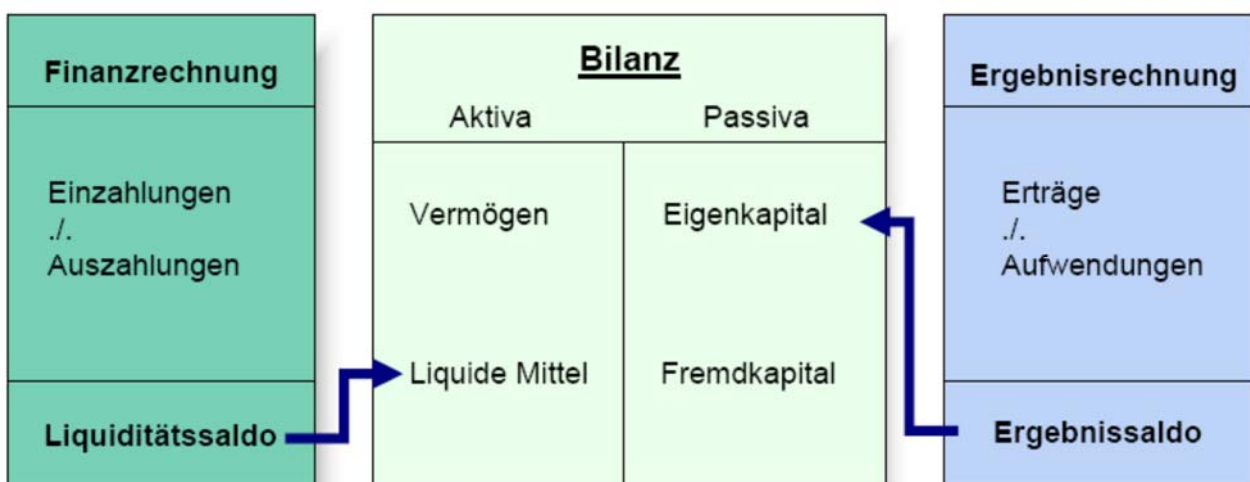 Finanzrechnung
Einzahlungen
./.
Auszahlungen
Liquiditätssaldo
Bilanz
Aktiva Passiva
Vermögen Eigenkapital
Liquide Mittel Fremdkapital
Ergebnisrechnung
Erträge
./.
Aufwendungen
Ergebnissaldo